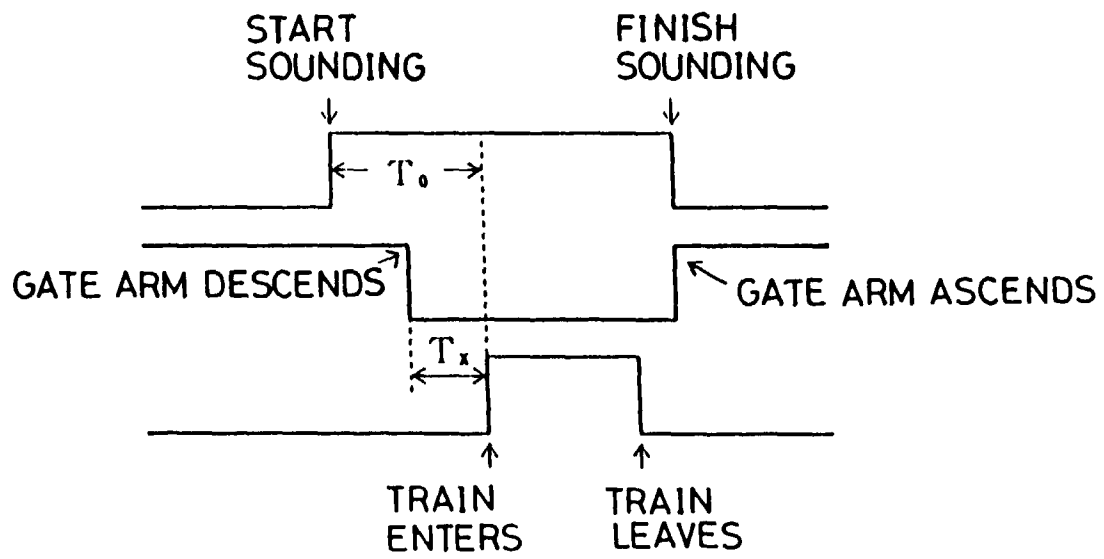 START
SOUNDING
FINISH
SOUNDING
T₀
GATE ARM DESCENDS
GATE ARM ASCENDS
Tₓ
TRAIN
ENTERS
TRAIN
LEAVES